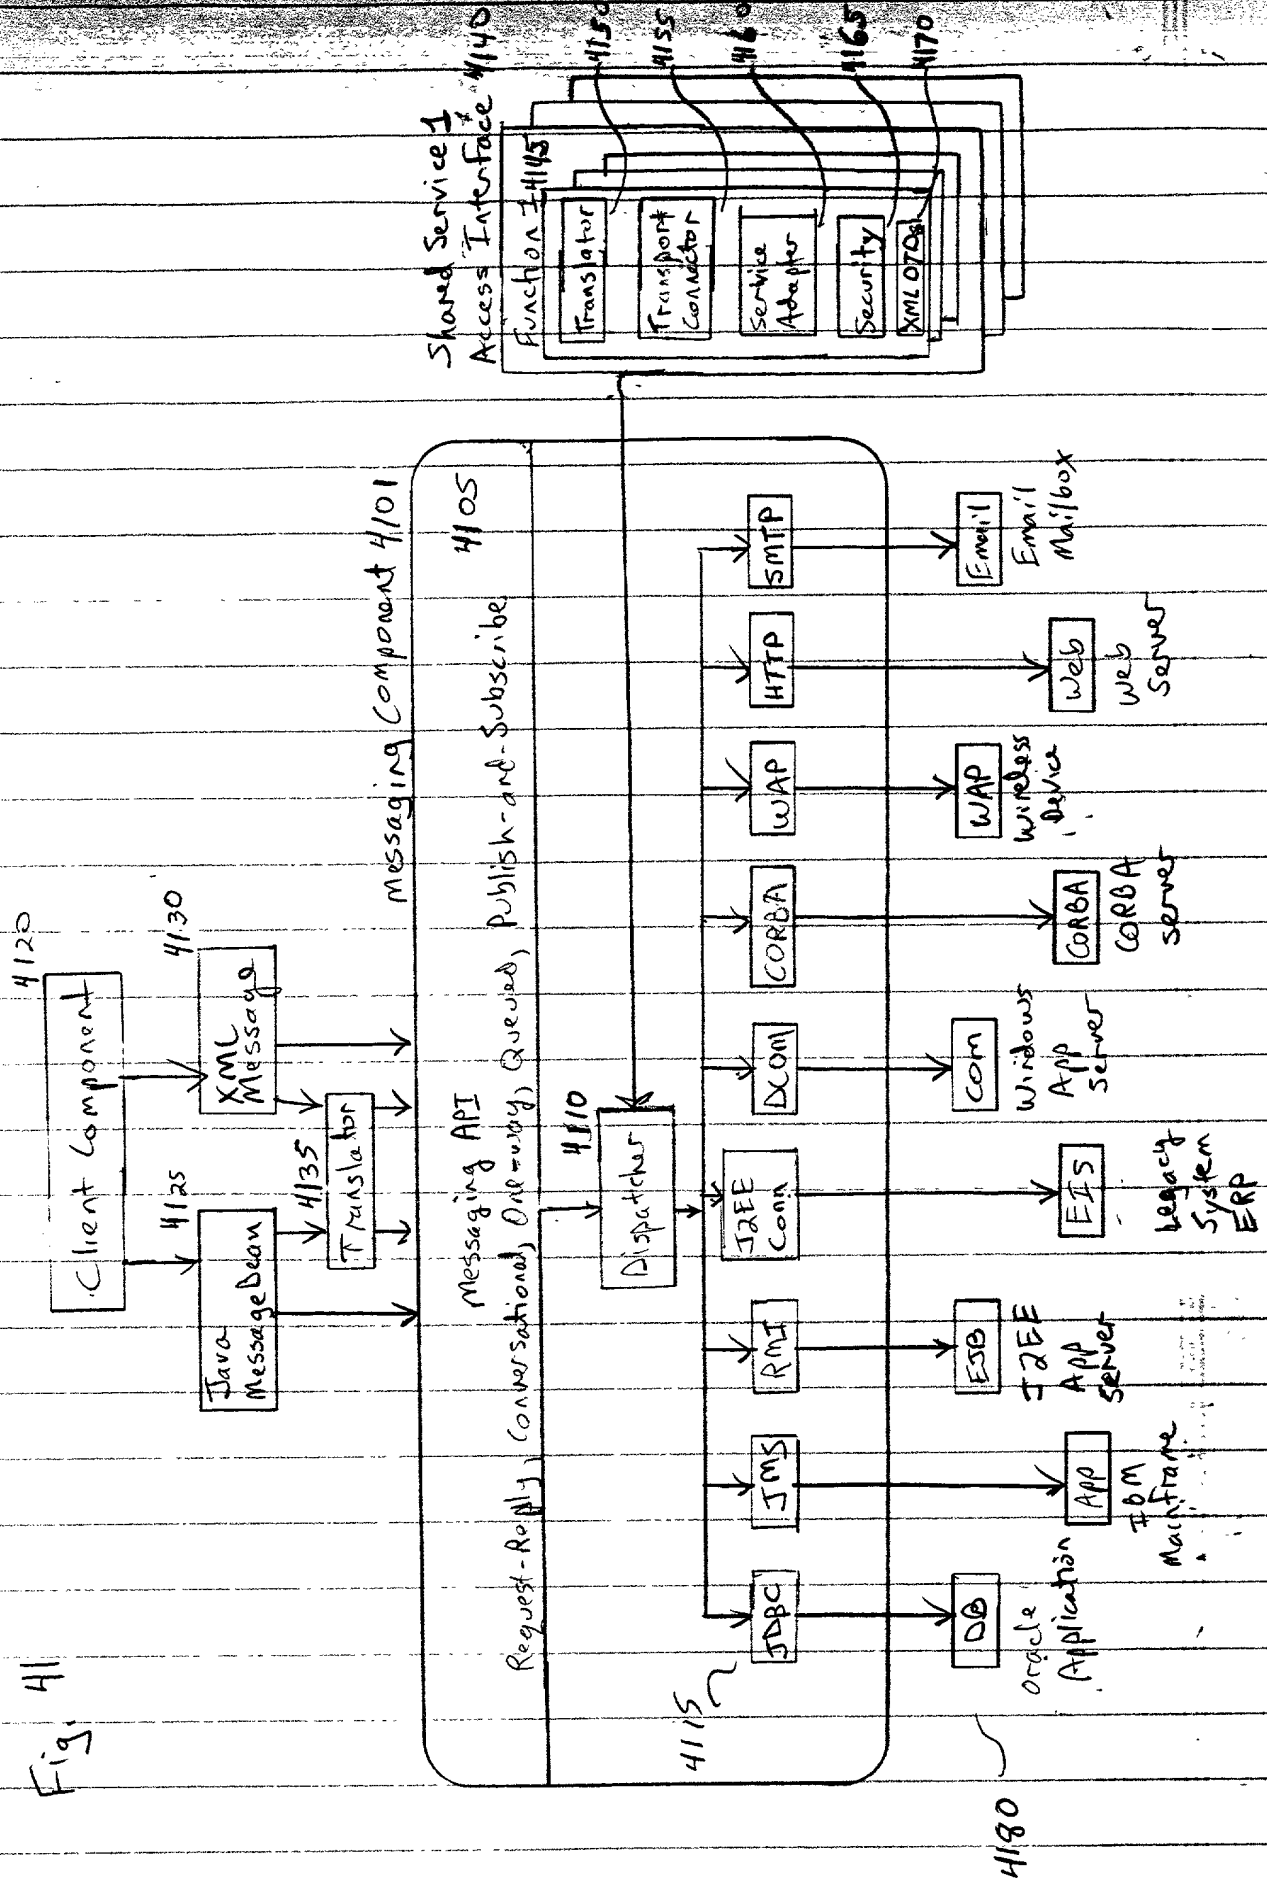 Fig. 41
Client Component
4120
Java
MessageBean
4125
XML
Message
4130
Translator
4135
Messaging Component 4101
Messaging API
4105
Request-Reply, Conversational, One-way, Queued, Publish-and-Subscribe
Dispatcher
4110
4115
JDBC
JMS
RMI
J2EE
Conn
DCOM
CORBA
WAP
HTTP
SMTP
4180
DB
Oracle
Application
App
IBM
Mainframe
EJB
J2EE
App
Server
EIS
Legacy
System
ERP
COM
Windows
App
Server
CORBA
CORBA
Server
WAP
Wireless
Device
Web
Web
Server
Email
Email
Mailbox
Shared Service 1
Access Interface 4140
Function 1 4145
Translator
4150
Transport
Connector
4155
Service
Adapter
4160
Security
4165
XML DTDs
4170